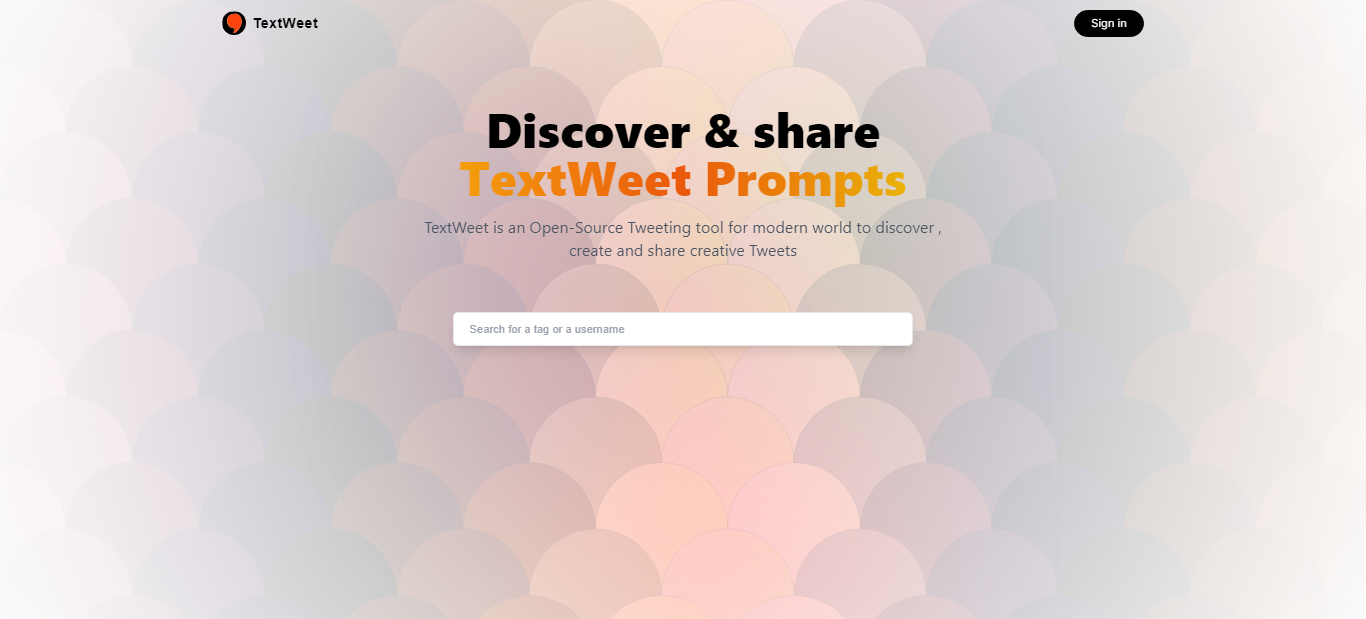 TextWeet
Sign in
Discover & share
TextWeet Prompts
TextWeet is an Open-Source Tweeting tool for modern world to discover ,
create and share creative Tweets
Search for a tag or a username